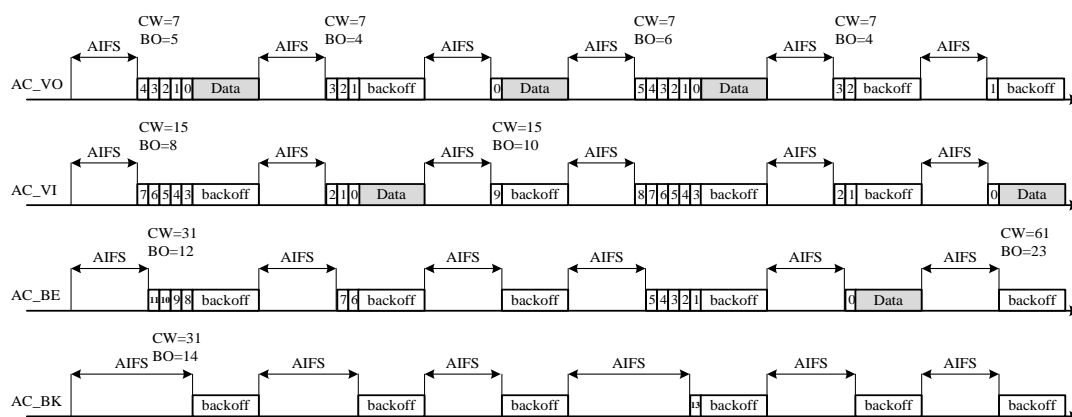 CW=7 CW=7 CW=7 CW=7
BO=5 BO=4 BO=6 BO=4
AIFS AIFS AIFS AIFS AIFS AIFS
AC_VO 4 3 2 1 0 Data 3 2 1 backoff 0 Data 5 4 3 2 1 0 Data 3 2 backoff 1 backoff
CW=15 CW=15
BO=8 BO=10
AIFS AIFS AIFS AIFS AIFS AIFS
AC_VI 7 6 5 4 3 backoff 2 1 0 Data 9 backoff 8 7 6 5 4 3 backoff 2 1 backoff 0 Data
CW=31 CW=61
BO=12 BO=23
AIFS AIFS AIFS AIFS AIFS AIFS
AC_BE 11 10 9 8 backoff 7 6 backoff backoff 5 4 3 2 1 backoff 0 Data backoff
CW=31
BO=14
AIFS AIFS AIFS AIFS AIFS AIFS
AC_BK backoff backoff backoff 13 backoff backoff backoff